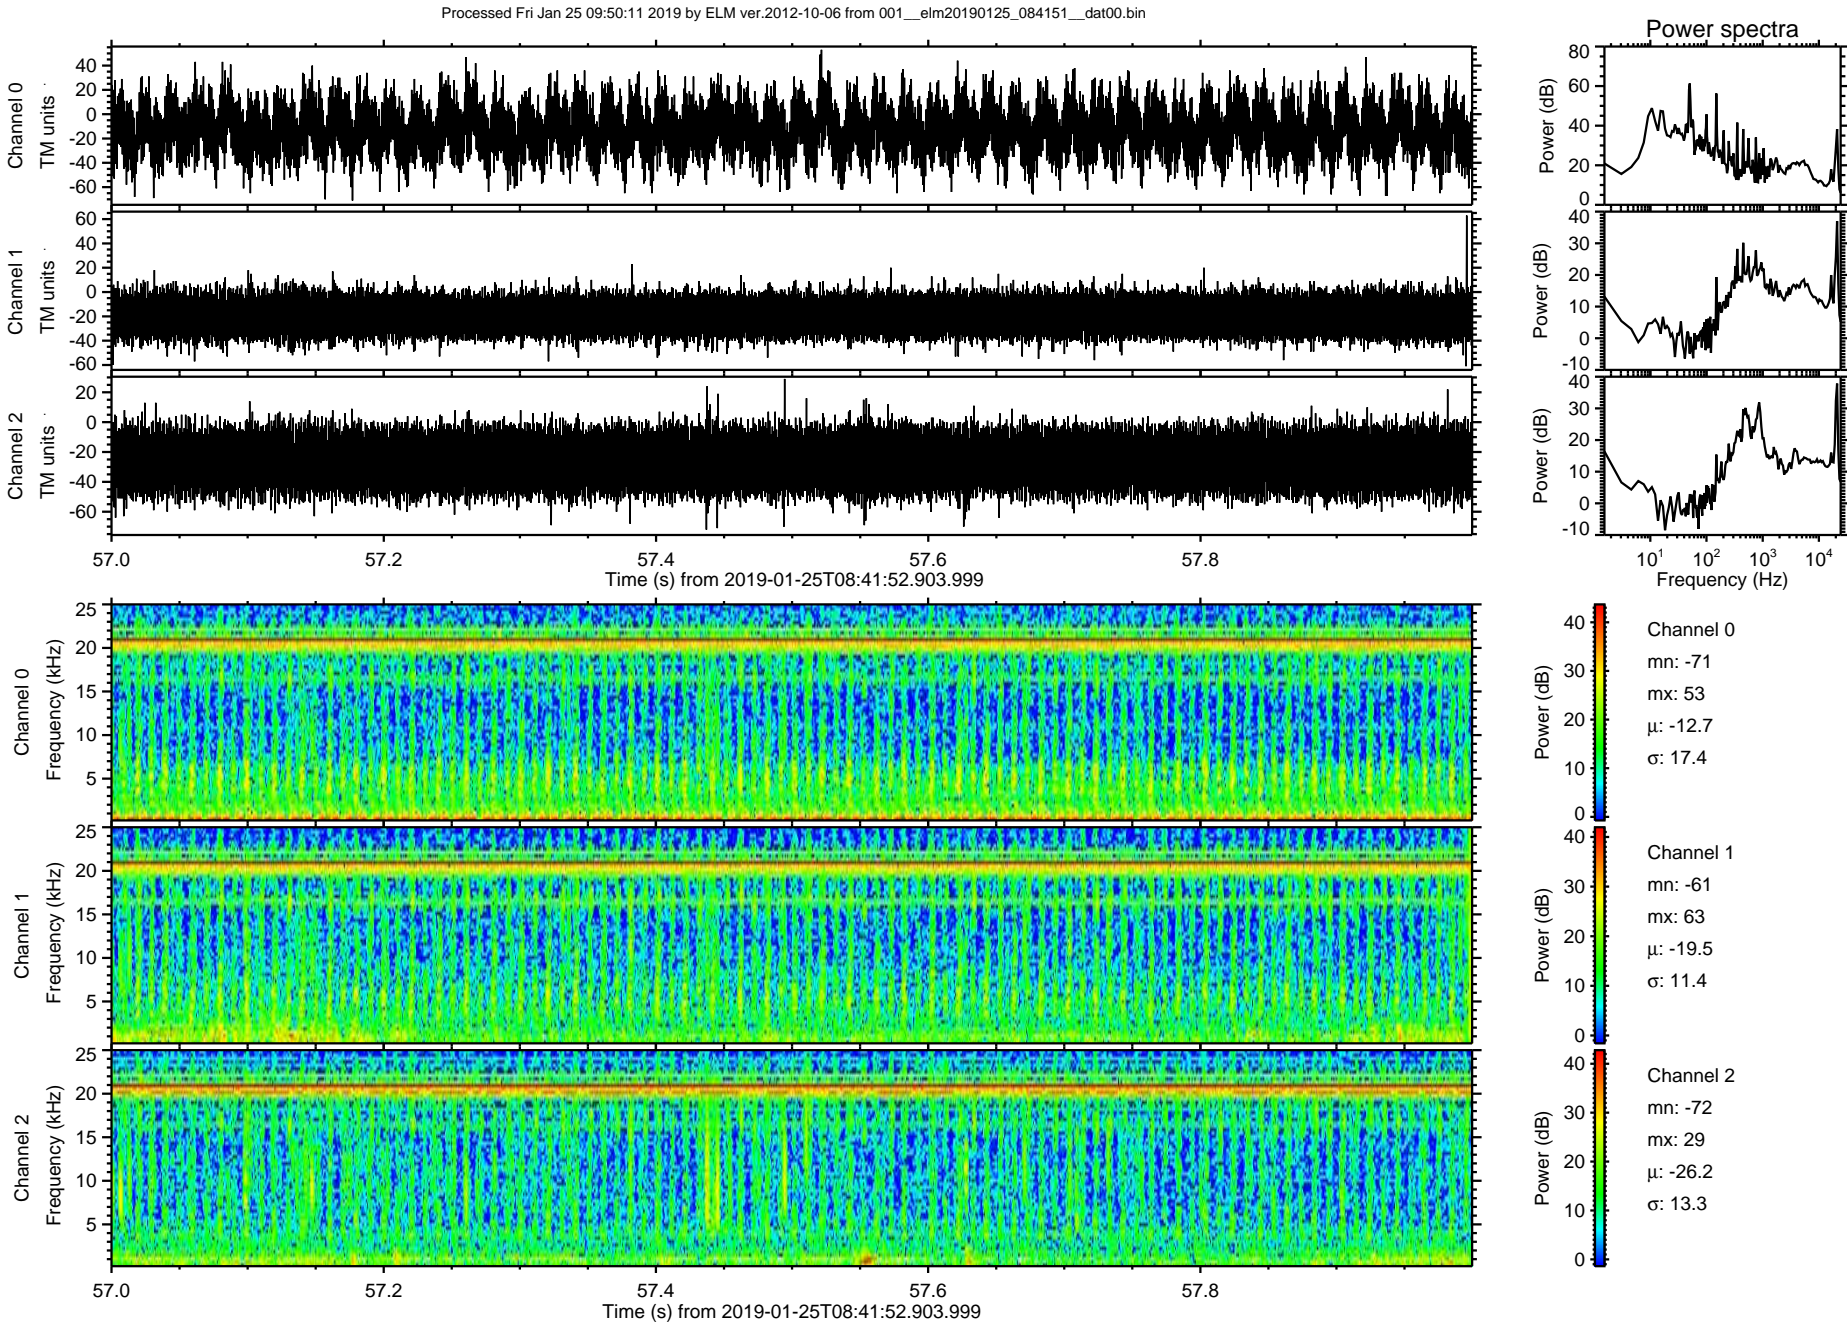 Processed Fri Jan 25 09:50:11 2019 by ELM ver.2012-10-06 from 001__elm20190125_084151__dat00.bin
Power spectra
Channel 0
TM units
40
20
0
-20
-40
-60
Power (dB)
80
60
40
20
0
Channel 1
TM units
60
40
20
0
-20
-40
-60
Power (dB)
40
30
20
10
0
-10
Channel 2
TM units
20
0
-20
-40
-60
Power (dB)
40
30
20
10
0
-10
57.0 57.2 57.4 57.6 57.8
Time (s) from 2019-01-25T08:41:52.903.999
10¹ 10² 10³ 10⁴
Frequency (Hz)
Channel 0
Frequency (kHz)
25
20
15
10
5
Power (dB)
40
30
20
10
0
Channel 0
mn: -71
mx: 53
μ: -12.7
σ: 17.4
Channel 1
Frequency (kHz)
25
20
15
10
5
Power (dB)
40
30
20
10
0
Channel 1
mn: -61
mx: 63
μ: -19.5
σ: 11.4
Channel 2
Frequency (kHz)
25
20
15
10
5
Power (dB)
40
30
20
10
0
Channel 2
mn: -72
mx: 29
μ: -26.2
σ: 13.3
57.0 57.2 57.4 57.6 57.8
Time (s) from 2019-01-25T08:41:52.903.999